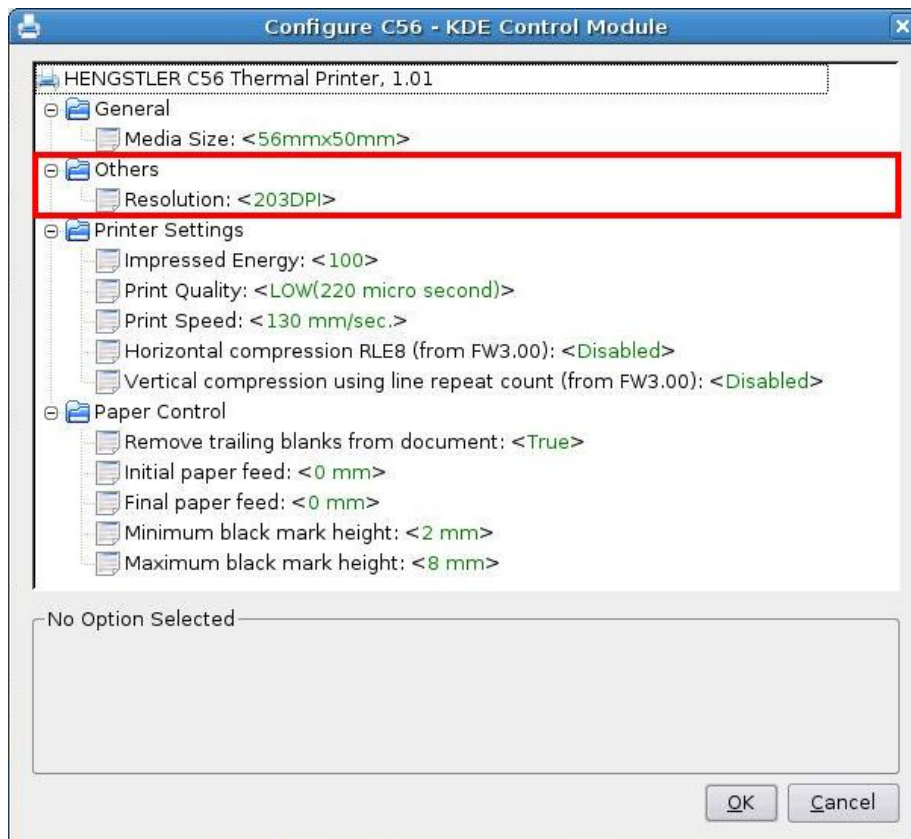 Configure C56 - KDE Control Module
HENGSTLER C56 Thermal Printer, 1.01
General
Media Size: <56mmx50mm>
Others
Resolution: <203DPI>
Printer Settings
Impressed Energy: <100>
Print Quality: <LOW(220 micro second)>
Print Speed: <130 mm/sec.>
Horizontal compression RLE8 (from FW3.00): <Disabled>
Vertical compression using line repeat count (from FW3.00): <Disabled>
Paper Control
Remove trailing blanks from document: <True>
Initial paper feed: <0 mm>
Final paper feed: <0 mm>
Minimum black mark height: <2 mm>
Maximum black mark height: <8 mm>
No Option Selected
OK Cancel